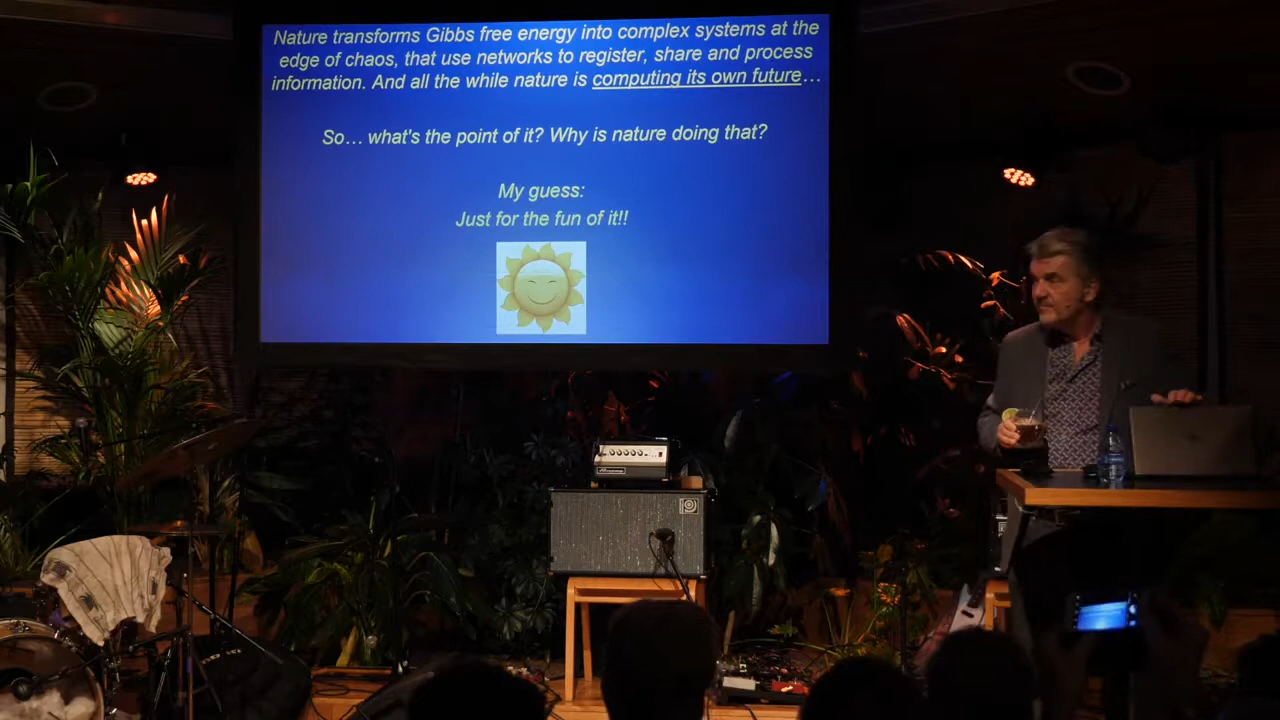 Nature transforms Gibbs free energy into complex systems at the
edge of chaos, that use networks to register, share and process
information. And all the while nature is computing its own future…
So… what's the point of it? Why is nature doing that?
My guess:
Just for the fun of it!!